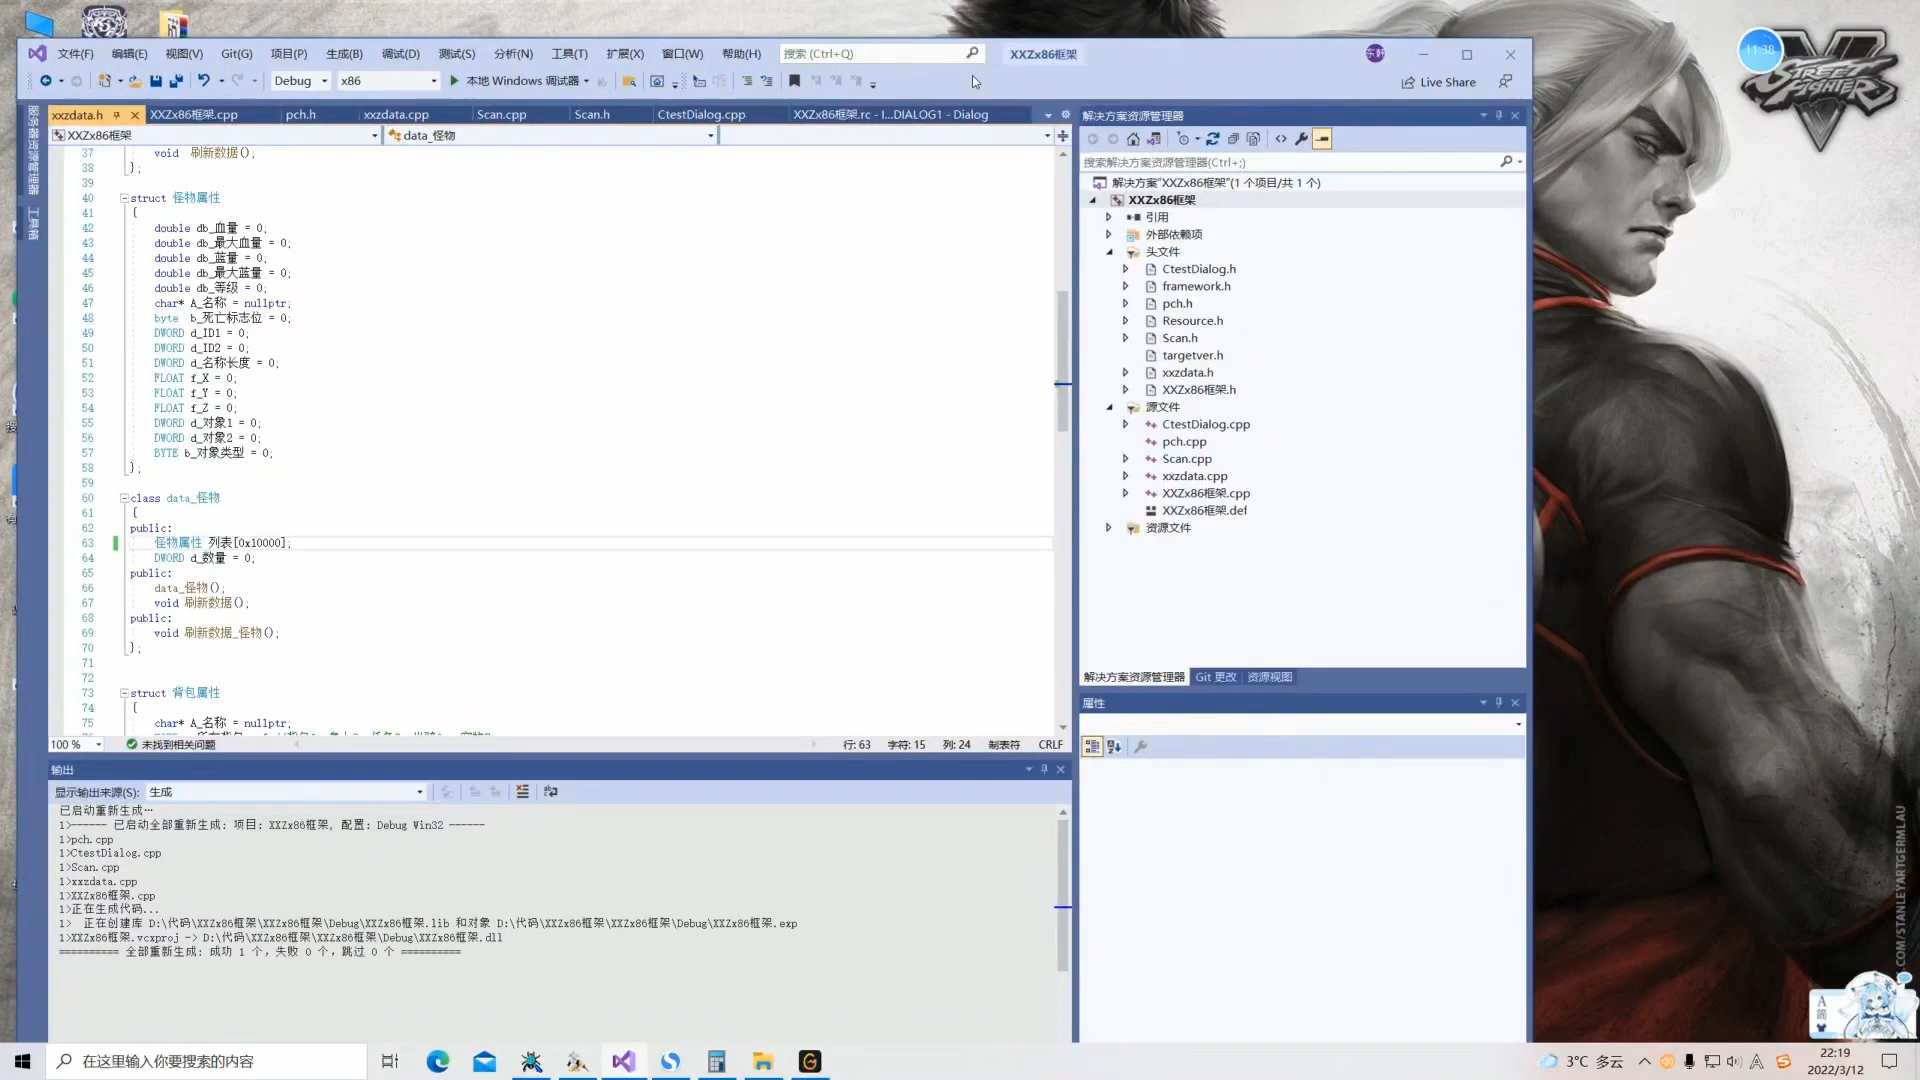 文件(F) 编辑(E) 视图(V) Git(G) 项目(P) 生成(B) 调试(D) 测试(S) 分析(N) 工具(T) 扩展(X) 窗口(W) 帮助(H) 搜索 (Ctrl+Q) XXZx86框架
Debug x86 本地 Windows 调试器 Live Share
11:38
STREET FIGHTER
服务器资源管理器
工具箱
xxzdata.h XXZx86框架.cpp pch.h xxzdata.cpp Scan.cpp Scan.h CtestDialog.cpp XXZx86框架.rc - I...DIALOG1 - Dialog
XXZx86框架 data_怪物
37 void 刷新数据();
38 };
39
40 struct 怪物属性
41 {
42 double db_血量 = 0;
43 double db_最大血量 = 0;
44 double db_蓝量 = 0;
45 double db_最大蓝量 = 0;
46 double db_等级 = 0;
47 char* A_名称 = nullptr;
48 byte b_死亡标志位 = 0;
49 DWORD d_ID1 = 0;
50 DWORD d_ID2 = 0;
51 DWORD d_名称长度 = 0;
52 FLOAT f_X = 0;
53 FLOAT f_Y = 0;
54 FLOAT f_Z = 0;
55 DWORD d_对象1 = 0;
56 DWORD d_对象2 = 0;
57 BYTE b_对象类型 = 0;
58 };
59
60 class data_怪物
61 {
62 public:
63 怪物属性 列表[0x10000];
64 DWORD d_数量 = 0;
65 public:
66 data_怪物();
67 void 刷新数据();
68 public:
69 void 刷新数据_怪物();
70 };
71
72
73 struct 背包属性
74 {
75 char* A_名称 = nullptr;
100 % 未找到相关问题 行: 63 字符: 15 列: 24 制表符 CRLF
输出
显示输出来源(S): 生成
已启动重新生成…
1>------ 已启动全部重新生成: 项目: XXZx86框架, 配置: Debug Win32 ------
1>pch.cpp
1>CtestDialog.cpp
1>Scan.cpp
1>xxzdata.cpp
1>XXZx86框架.cpp
1>正在生成代码...
1> 正在创建库 D:\代码\XXZx86框架\XXZx86框架\Debug\XXZx86框架.lib 和对象 D:\代码\XXZx86框架\XXZx86框架\Debug\XXZx86框架.exp
1>XXZx86框架.vcxproj -> D:\代码\XXZx86框架\XXZx86框架\Debug\XXZx86框架.dll
========== 全部重新生成: 成功 1 个，失败 0 个，跳过 0 个 ==========
解决方案资源管理器
搜索解决方案资源管理器(Ctrl+;)
解决方案"XXZx86框架"(1 个项目/共 1 个)
XXZx86框架
引用
外部依赖项
头文件
CtestDialog.h
framework.h
pch.h
Resource.h
Scan.h
targetver.h
xxzdata.h
XXZx86框架.h
源文件
CtestDialog.cpp
pch.cpp
Scan.cpp
xxzdata.cpp
XXZx86框架.cpp
XXZx86框架.def
资源文件
解决方案资源管理器 Git 更改 资源视图
属性
.COM/STANLEYARTGERMLAU
A
简
在这里输入你要搜索的内容
3°C 多云
22:19
2022/3/12